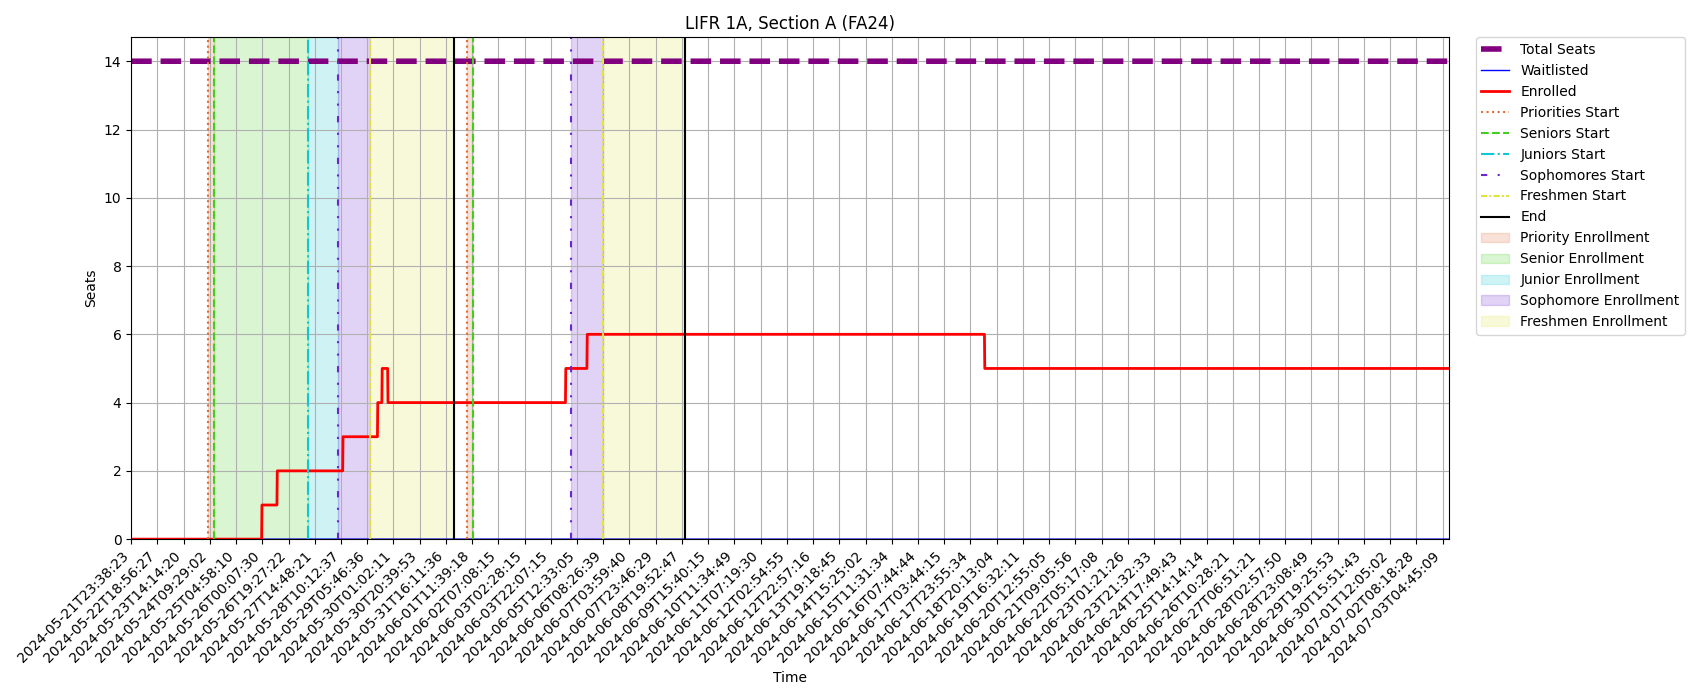 LIFR 1A, Section A (FA24)
Seats
14
12
10
8
6
4
2
0
2024-05-21T23:38:23
2024-05-22T18:56:27
2024-05-23T14:14:20
2024-05-24T09:29:02
2024-05-25T04:58:10
2024-05-26T00:07:30
2024-05-26T19:27:22
2024-05-27T14:48:21
2024-05-28T10:12:37
2024-05-29T05:46:36
2024-05-30T01:02:11
2024-05-30T20:39:53
2024-05-31T16:11:36
2024-06-01T11:39:18
2024-06-02T07:08:15
2024-06-03T02:28:15
2024-06-03T22:07:15
2024-06-05T12:33:05
2024-06-06T08:26:39
2024-06-07T03:59:40
2024-06-07T23:46:29
2024-06-08T19:52:47
2024-06-09T15:40:15
2024-06-10T11:34:49
2024-06-11T07:19:30
2024-06-12T02:54:55
2024-06-12T22:57:16
2024-06-13T19:18:45
2024-06-14T15:25:02
2024-06-15T11:31:34
2024-06-16T07:44:44
2024-06-17T03:44:15
2024-06-17T23:55:34
2024-06-18T20:13:04
2024-06-19T16:32:11
2024-06-20T12:55:05
2024-06-21T09:05:56
2024-06-22T05:17:08
2024-06-23T01:21:26
2024-06-23T21:32:33
2024-06-24T17:49:43
2024-06-25T14:14:14
2024-06-26T10:28:21
2024-06-27T06:51:21
2024-06-28T02:57:50
2024-06-28T23:08:49
2024-06-29T19:25:53
2024-06-30T15:51:43
2024-07-01T12:05:02
2024-07-02T08:18:28
2024-07-03T04:45:09
Time
Total Seats
Waitlisted
Enrolled
Priorities Start
Seniors Start
Juniors Start
Sophomores Start
Freshmen Start
End
Priority Enrollment
Senior Enrollment
Junior Enrollment
Sophomore Enrollment
Freshmen Enrollment